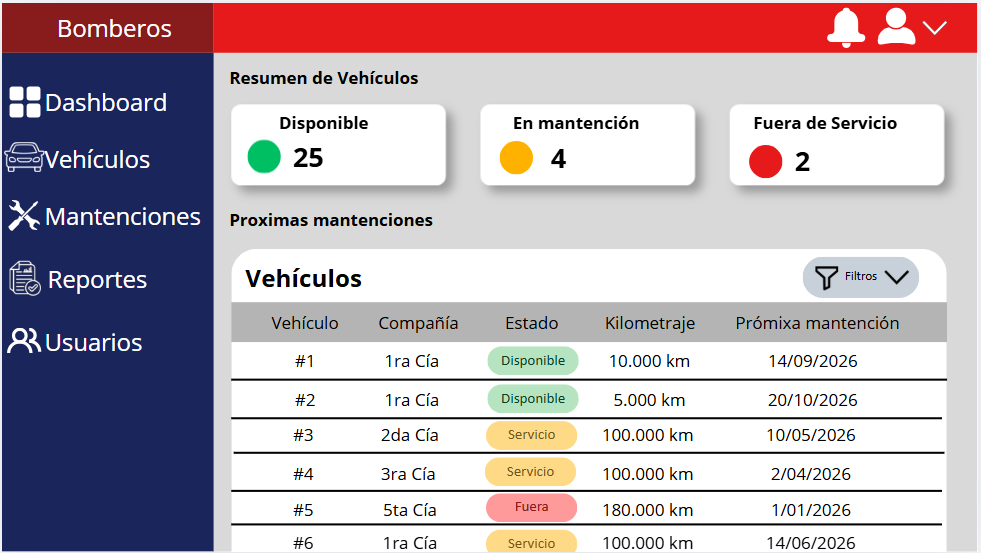 Bomberos
Dashboard
Vehículos
Mantenciones
Reportes
Usuarios
Resumen de Vehículos
Disponible En mantención Fuera de Servicio
25 4 2
Proximas mantenciones
Vehículos Filtros
Vehículo Compañía Estado Kilometraje Prómixa mantención
#1 1ra Cía Disponible 10.000 km 14/09/2026
#2 1ra Cía Disponible 5.000 km 20/10/2026
#3 2da Cía Servicio 100.000 km 10/05/2026
#4 3ra Cía Servicio 100.000 km 2/04/2026
#5 5ta Cía Fuera 180.000 km 1/01/2026
#6 1ra Cía Servicio 100.000 km 14/06/2026